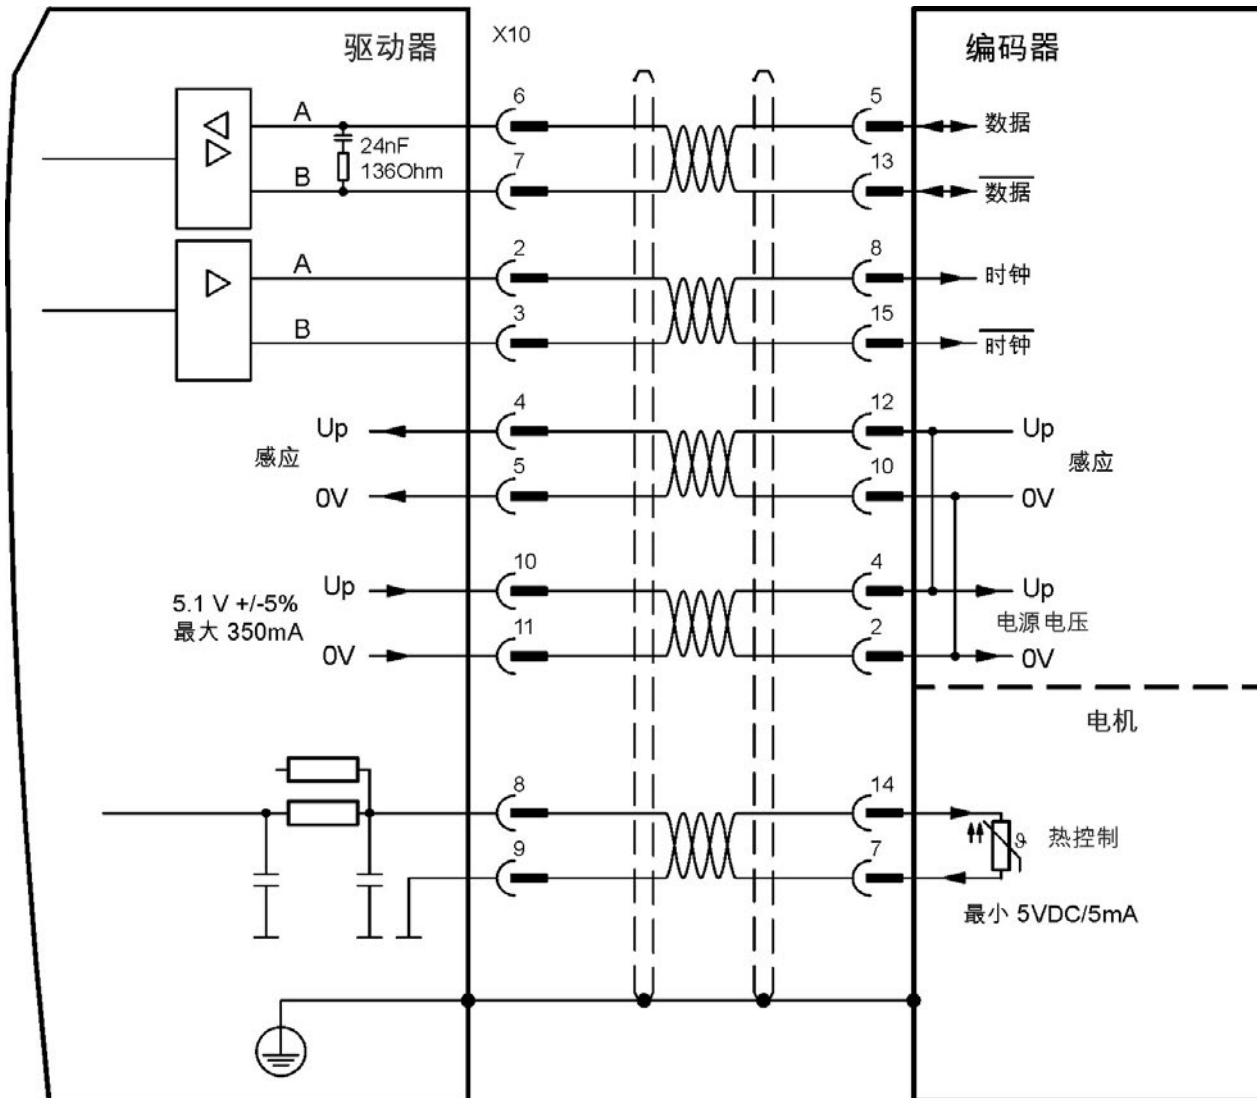 驱动器 X10 编码器
A 6 5 数据
24nF
136Ohm
B 7 13 数据
A 2 8 时钟
B 3 15 时钟
Up 4 12 Up
感应 感应
0V 5 10 0V
Up 10 4 Up
5.1 V +/-5%
最大 350mA
电源电压
0V 11 2 0V
电机
8 14
ϑ 热控制
9 7
最小 5VDC/5mA